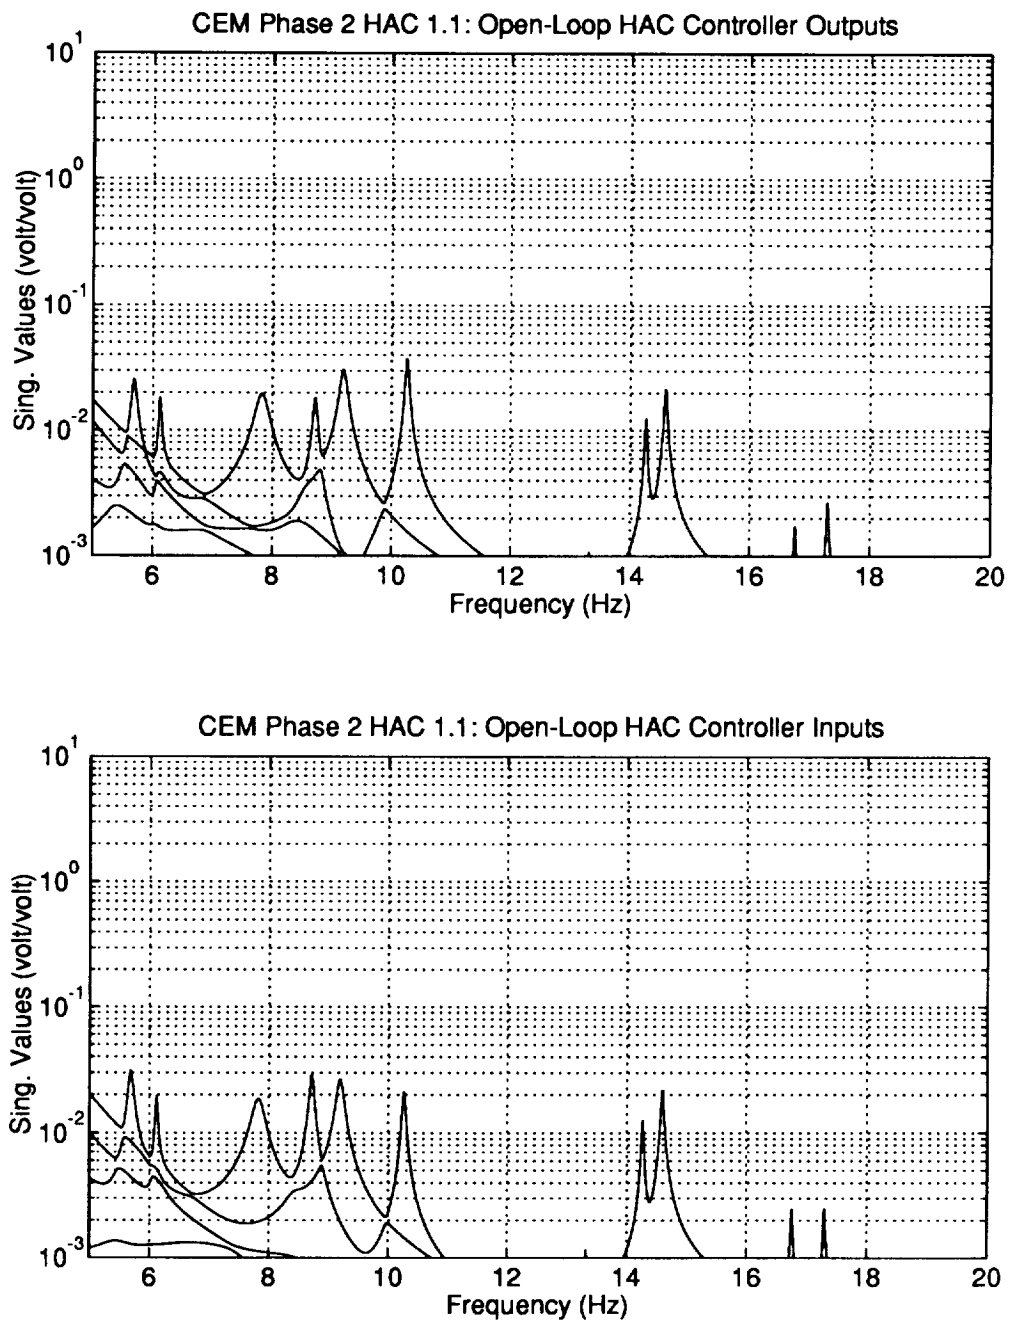 CEM Phase 2 HAC 1.1: Open-Loop HAC Controller Outputs
10^1
10^0
10^-1
10^-2
10^-3
Sing. Values (volt/volt)
6 8 10 12 14 16 18 20
Frequency (Hz)
CEM Phase 2 HAC 1.1: Open-Loop HAC Controller Inputs
10^1
10^0
10^-1
10^-2
10^-3
Sing. Values (volt/volt)
6 8 10 12 14 16 18 20
Frequency (Hz)